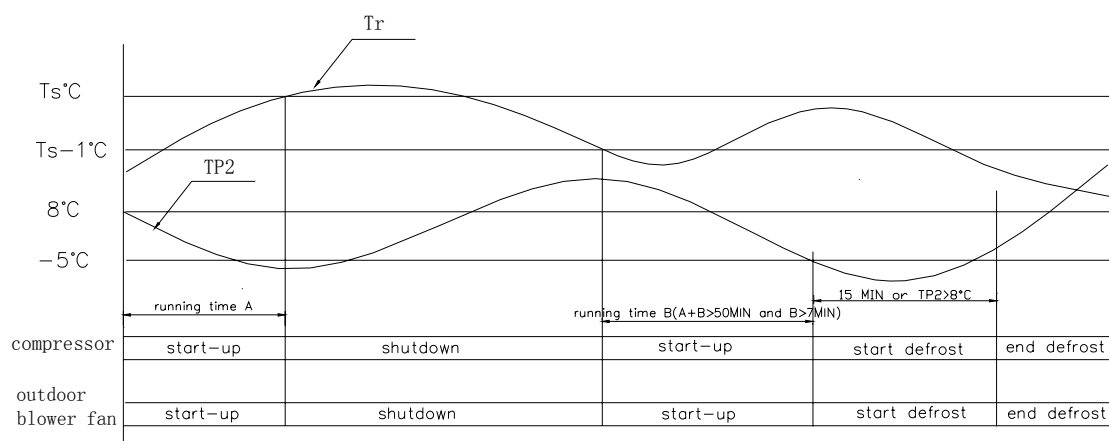 Tr
Ts°C
Ts-1°C
TP2
8°C
-5°C
running time A
15 MIN or TP2>8°C
running time B(A+B>50MIN and B>7MIN)
compressor start-up shutdown start-up start defrost end defrost
outdoor
blower fan start-up shutdown start-up start defrost end defrost